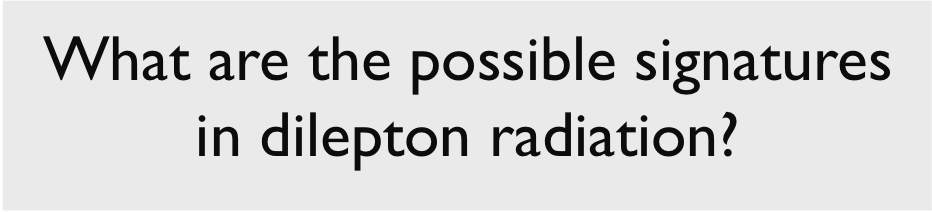 What are the possible signatures
in dilepton radiation?